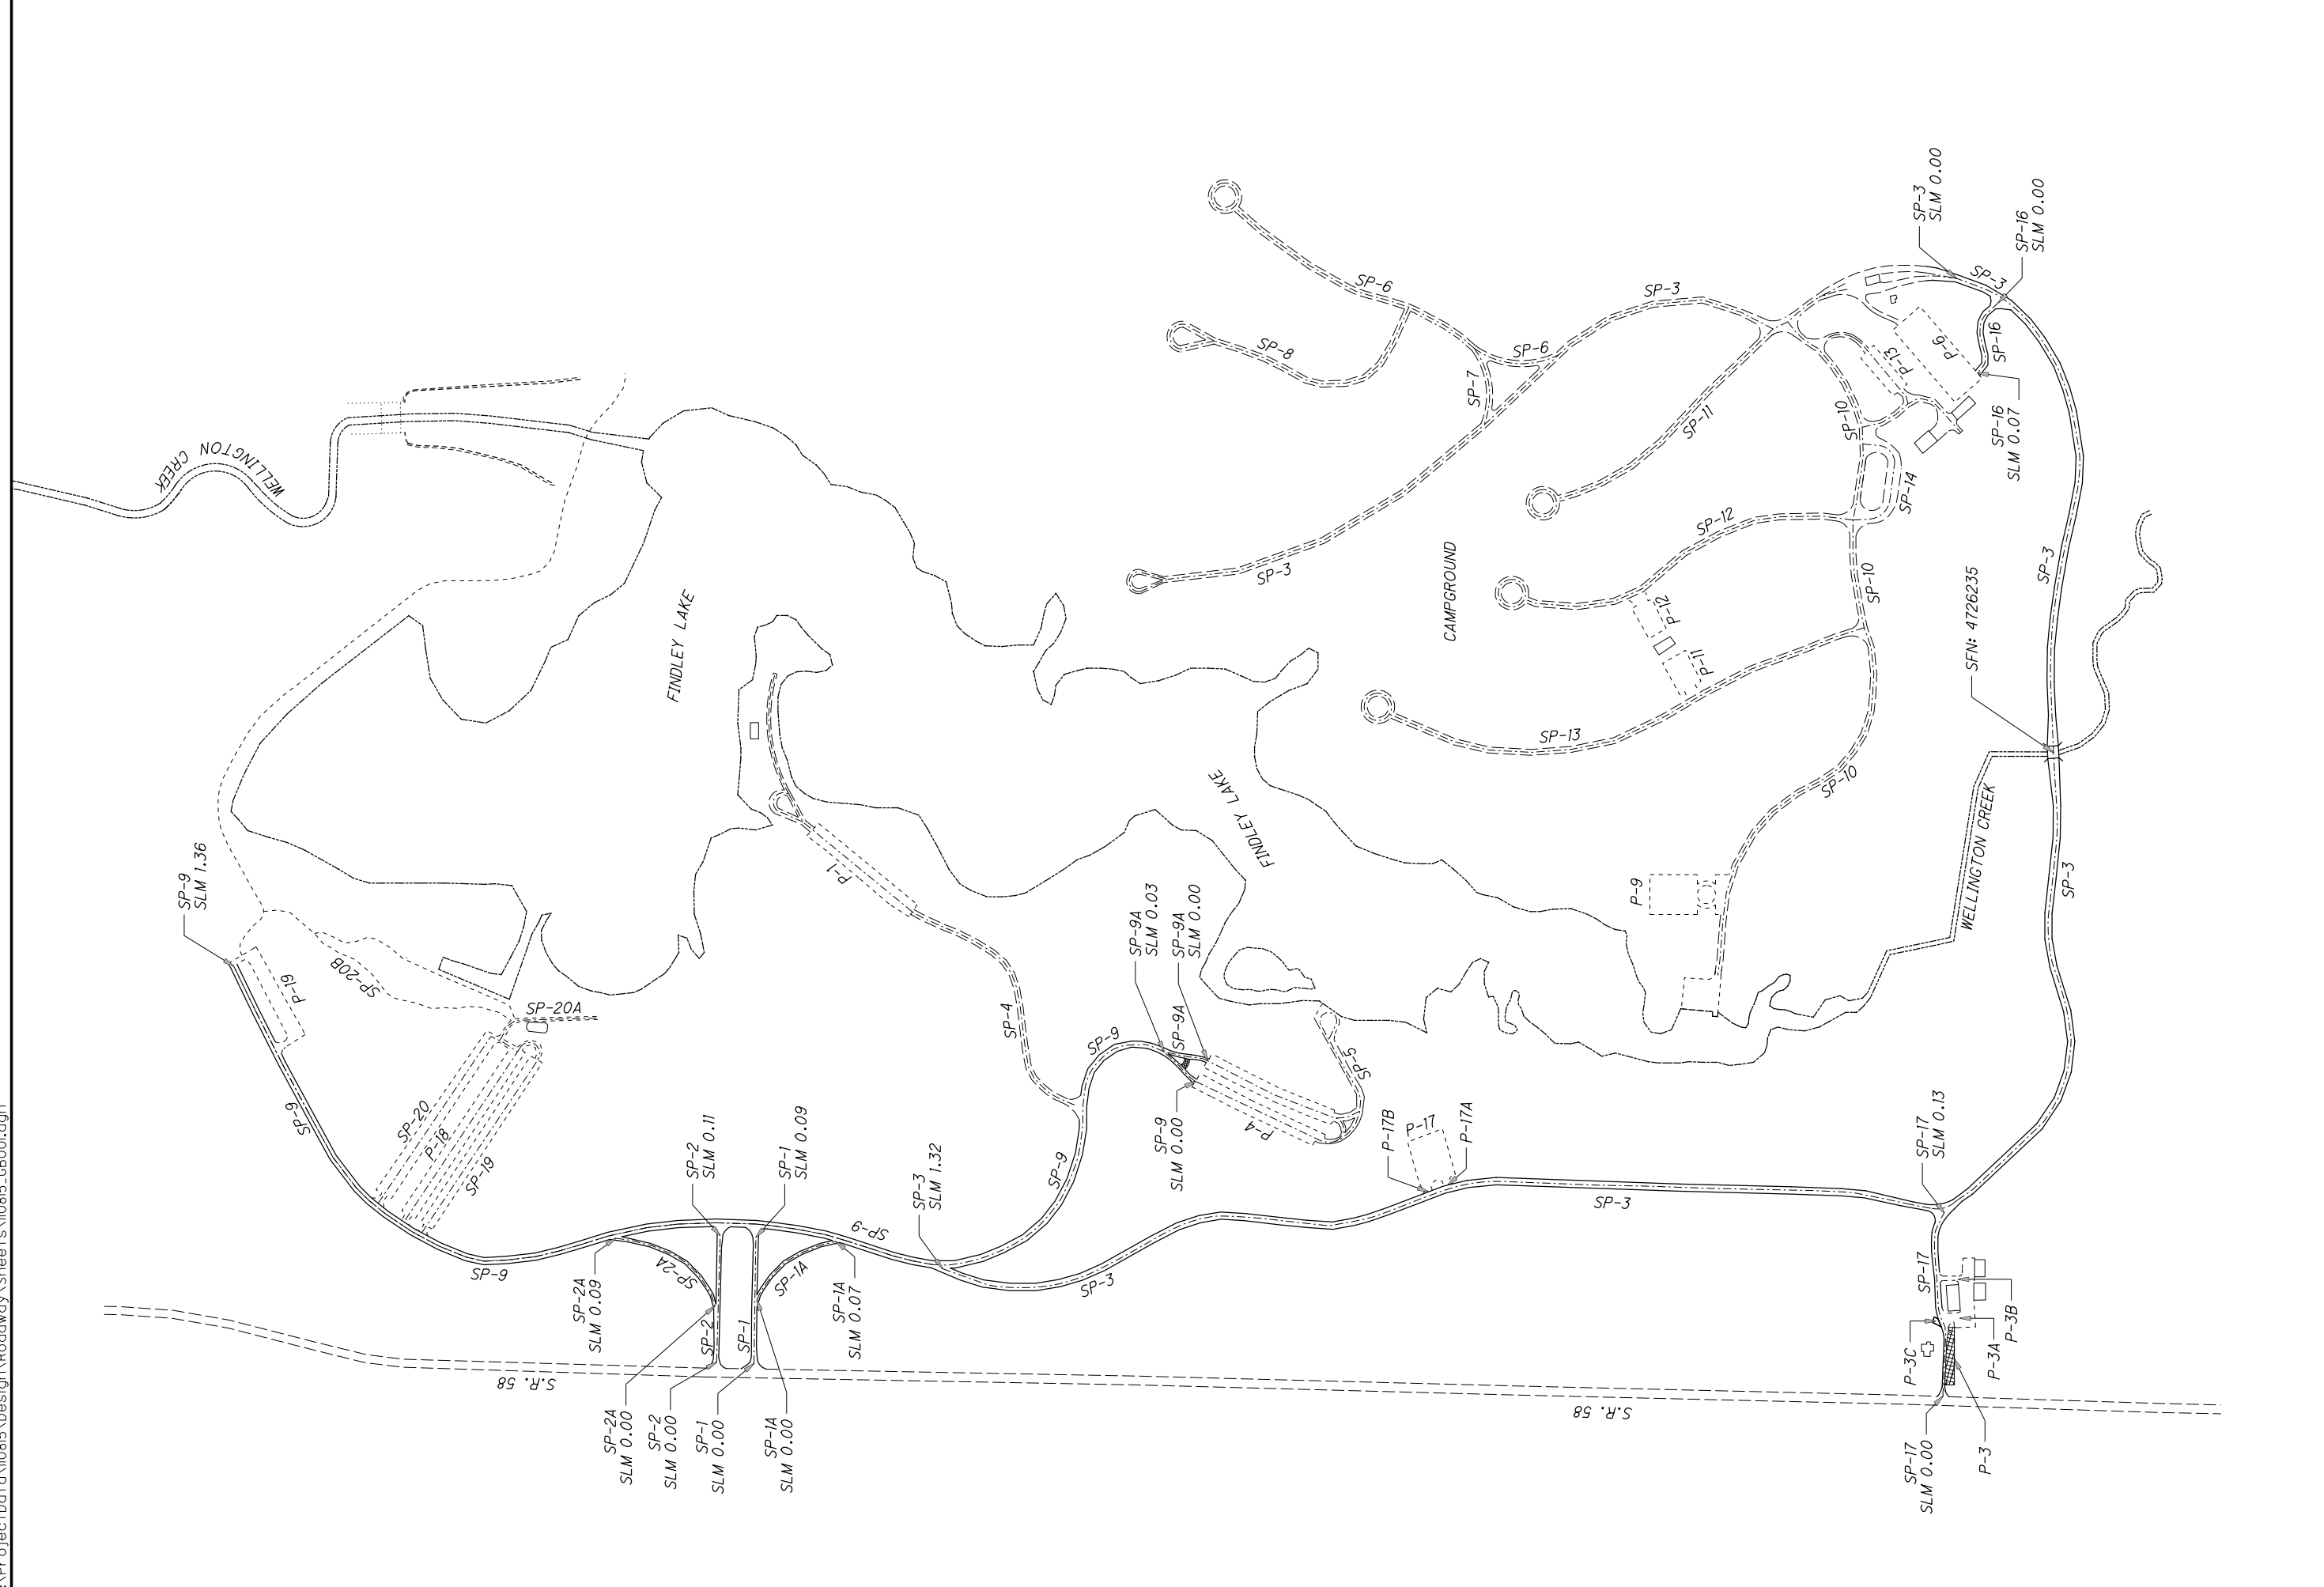 WELLINGTON
CREEK
FINDLEY LAKE
SP-9
SLM 1.36
P-19
SP-20B
SP-20A
SP-9
SP-20
P-18
SP-19
SP-9
SP-2A
SP-2A
SLM 0.09
SP-2
SLM 0.11
SP-1
SLM 0.09
SP-1A
SP-1A
SLM 0.07
SP-2
SP-1
SP-2A
SLM 0.00
SP-2
SLM 0.00
SP-1
SLM 0.00
SP-1A
SLM 0.00
S.R. 58
SP-9
SP-3
SLM 1.32
P-1
SP-4
SP-9
SP-9
SP-3
SP-9A
SLM 0.03
SP-9A
SLM 0.00
SP-9A
SP-9
SLM 0.00
P-4
SP-5
FINDLEY LAKE
P-17B
P-17
P-17A
SP-3
S.R. 58
SP-6
SP-8
SP-7
SP-6
SP-3
SP-3
SP-11
CAMPGROUND
SP-12
P-12
P-11
SP-13
SP-10
SP-10
SP-10
SP-14
P-13
P-6
SP-16
SP-16
SLM 0.07
SP-3
SLM 0.00
SP-3
SP-16
SLM 0.00
SP-3
SFN: 4726235
P-9
WELLINGTON CREEK
SP-3
SP-17
SLM 0.13
SP-17
P-3C
P-3A
P-3B
SP-17
SLM 0.00
P-3